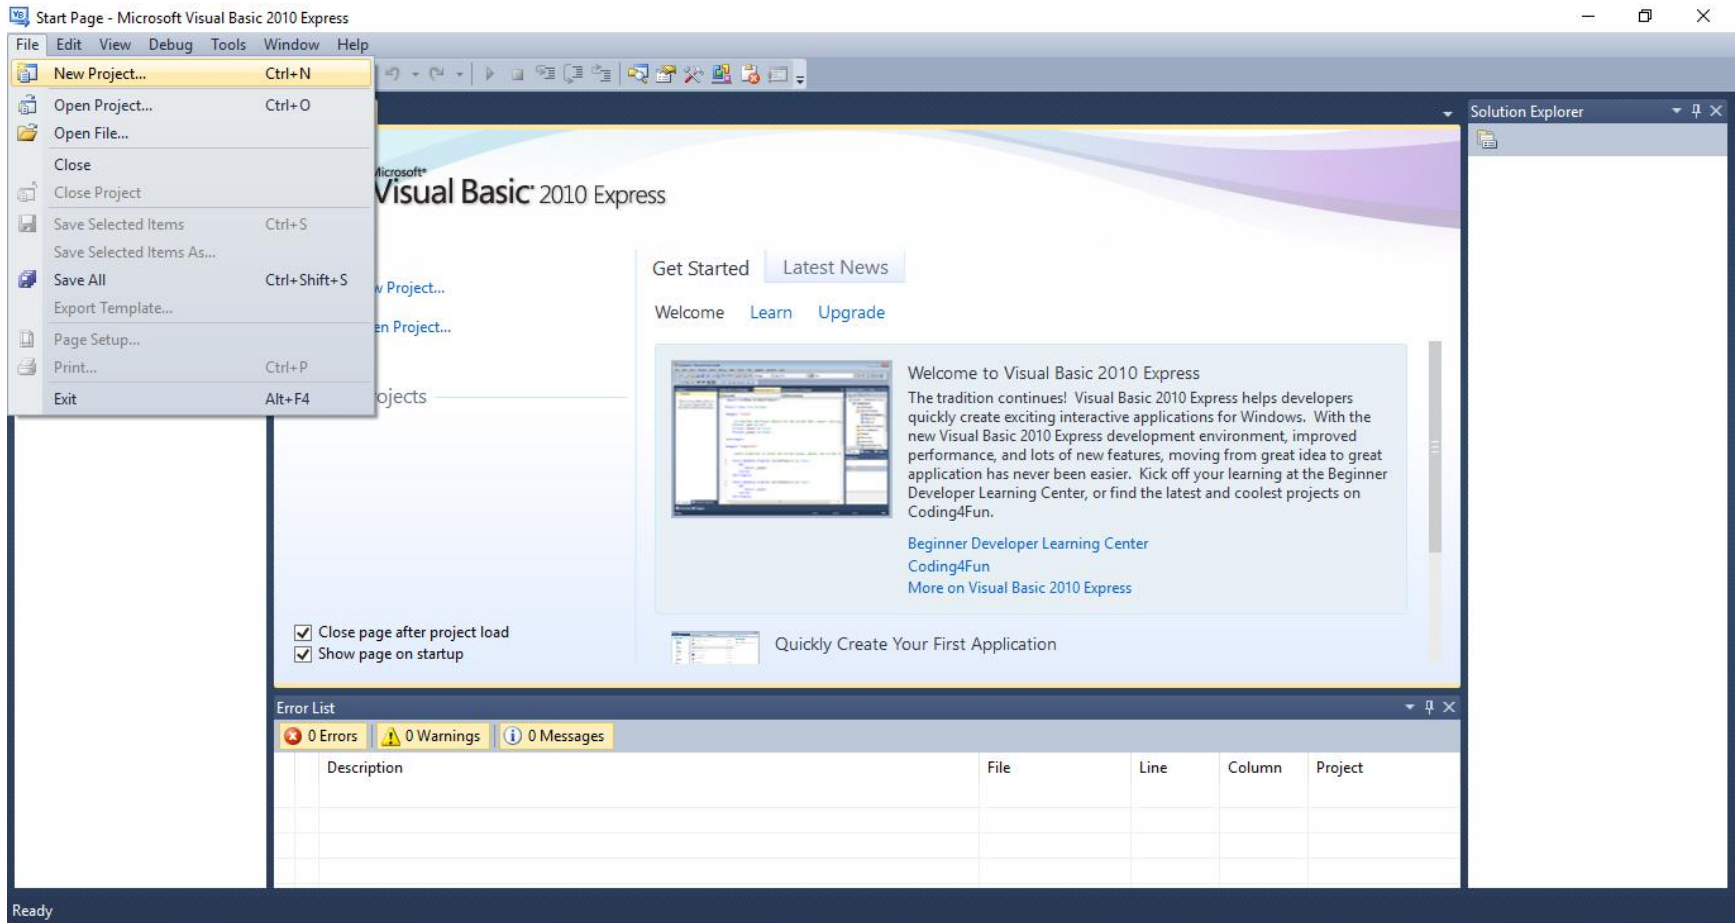 Start Page - Microsoft Visual Basic 2010 Express
File Edit View Debug Tools Window Help
New Project... Ctrl+N
Open Project... Ctrl+O
Open File...
Close
Close Project
Save Selected Items Ctrl+S
Save Selected Items As...
Save All Ctrl+Shift+S
Export Template...
Page Setup...
Print... Ctrl+P
Exit Alt+F4
Microsoft
Visual Basic 2010 Express
w Project...
en Project...
ojects
Close page after project load
Show page on startup
Get Started Latest News
Welcome Learn Upgrade
Welcome to Visual Basic 2010 Express
The tradition continues! Visual Basic 2010 Express helps developers
quickly create exciting interactive applications for Windows. With the
new Visual Basic 2010 Express development environment, improved
performance, and lots of new features, moving from great idea to great
application has never been easier. Kick off your learning at the Beginner
Developer Learning Center, or find the latest and coolest projects on
Coding4Fun.
Beginner Developer Learning Center
Coding4Fun
More on Visual Basic 2010 Express
Quickly Create Your First Application
Solution Explorer
Error List
0 Errors 0 Warnings 0 Messages
Description File Line Column Project
Ready